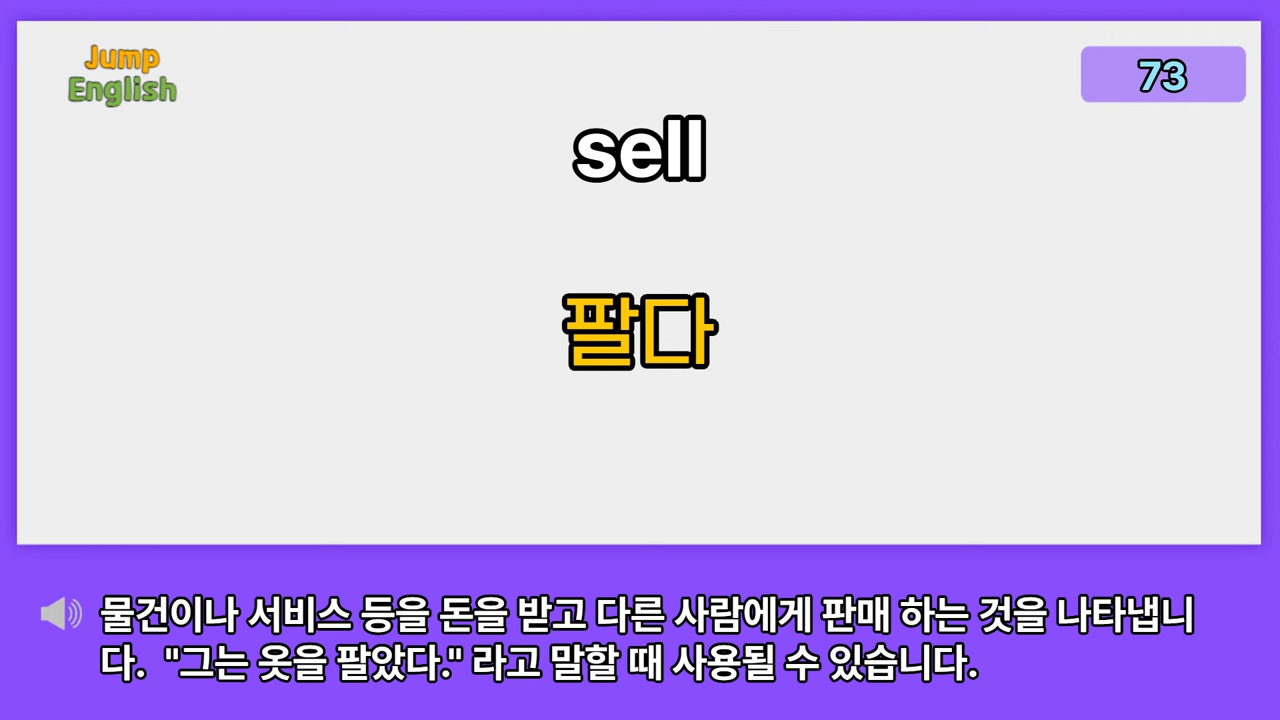 Jump
English
73
sell
팔다
물건이나 서비스 등을 돈을 받고 다른 사람에게 판매 하는 것을 나타냅니
다.  "그는 옷을 팔았다." 라고 말할 때 사용될 수 있습니다.